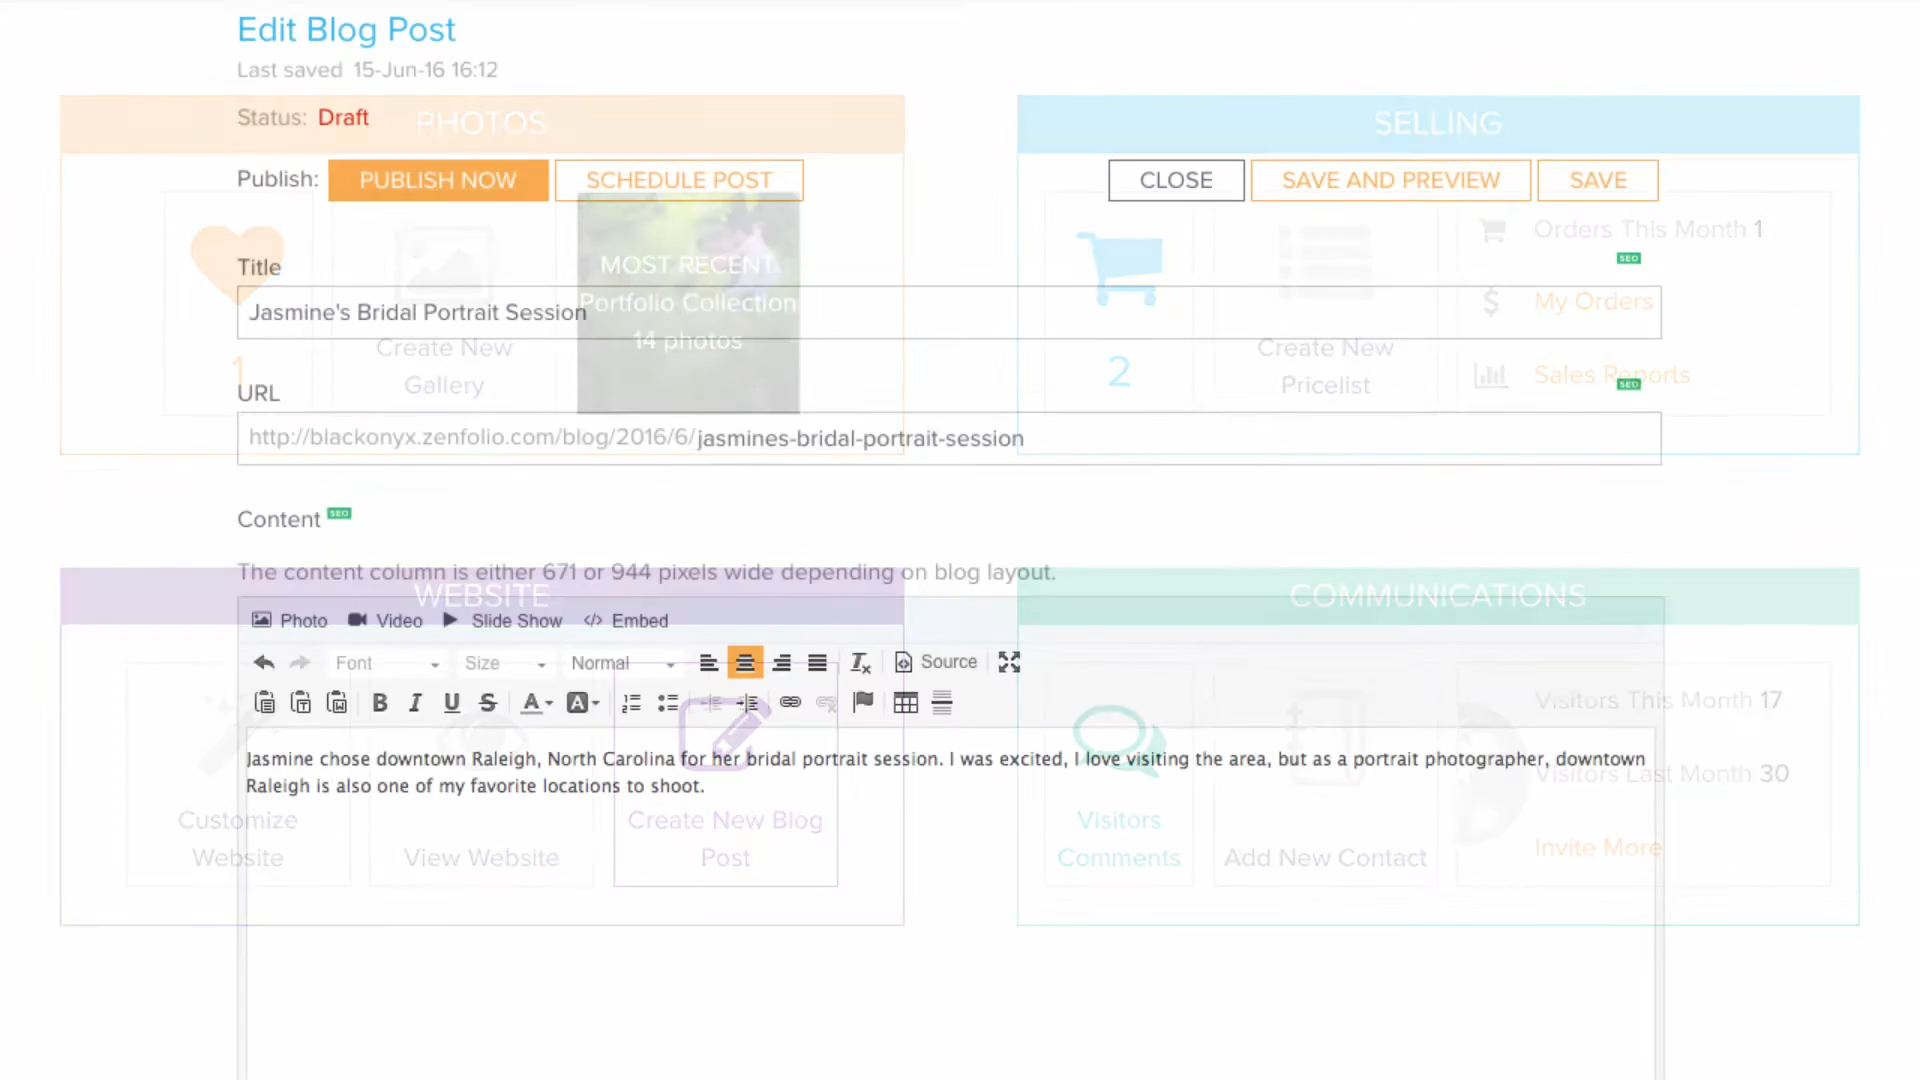 Edit Blog Post
Last saved 15-Jun-16 16:12
Status: Draft
PHOTOS
SELLING
Publish: PUBLISH NOW SCHEDULE POST
CLOSE SAVE AND PREVIEW SAVE
Orders This Month 1
SEO
Title
MOST RECENT
Portfolio Collection
14 photos
My Orders
Jasmine's Bridal Portrait Session
1
Create New
Gallery
2
Create New
Pricelist
Sales Reports
SEO
URL
http://blackonyx.zenfolio.com/blog/2016/6/jasmines-bridal-portrait-session
Content SEO
The content column is either 671 or 944 pixels wide depending on blog layout.
WEBSITE
COMMUNICATIONS
Photo Video Slide Show Embed
Font Size Normal Source
Visitors This Month 17
Jasmine chose downtown Raleigh, North Carolina for her bridal portrait session. I was excited, I love visiting the area, but as a portrait photographer, downtown
Raleigh is also one of my favorite locations to shoot.
Visitors Last Month 30
Customize
Website
View Website
Create New Blog
Post
Visitors
Comments
Add New Contact
Invite More